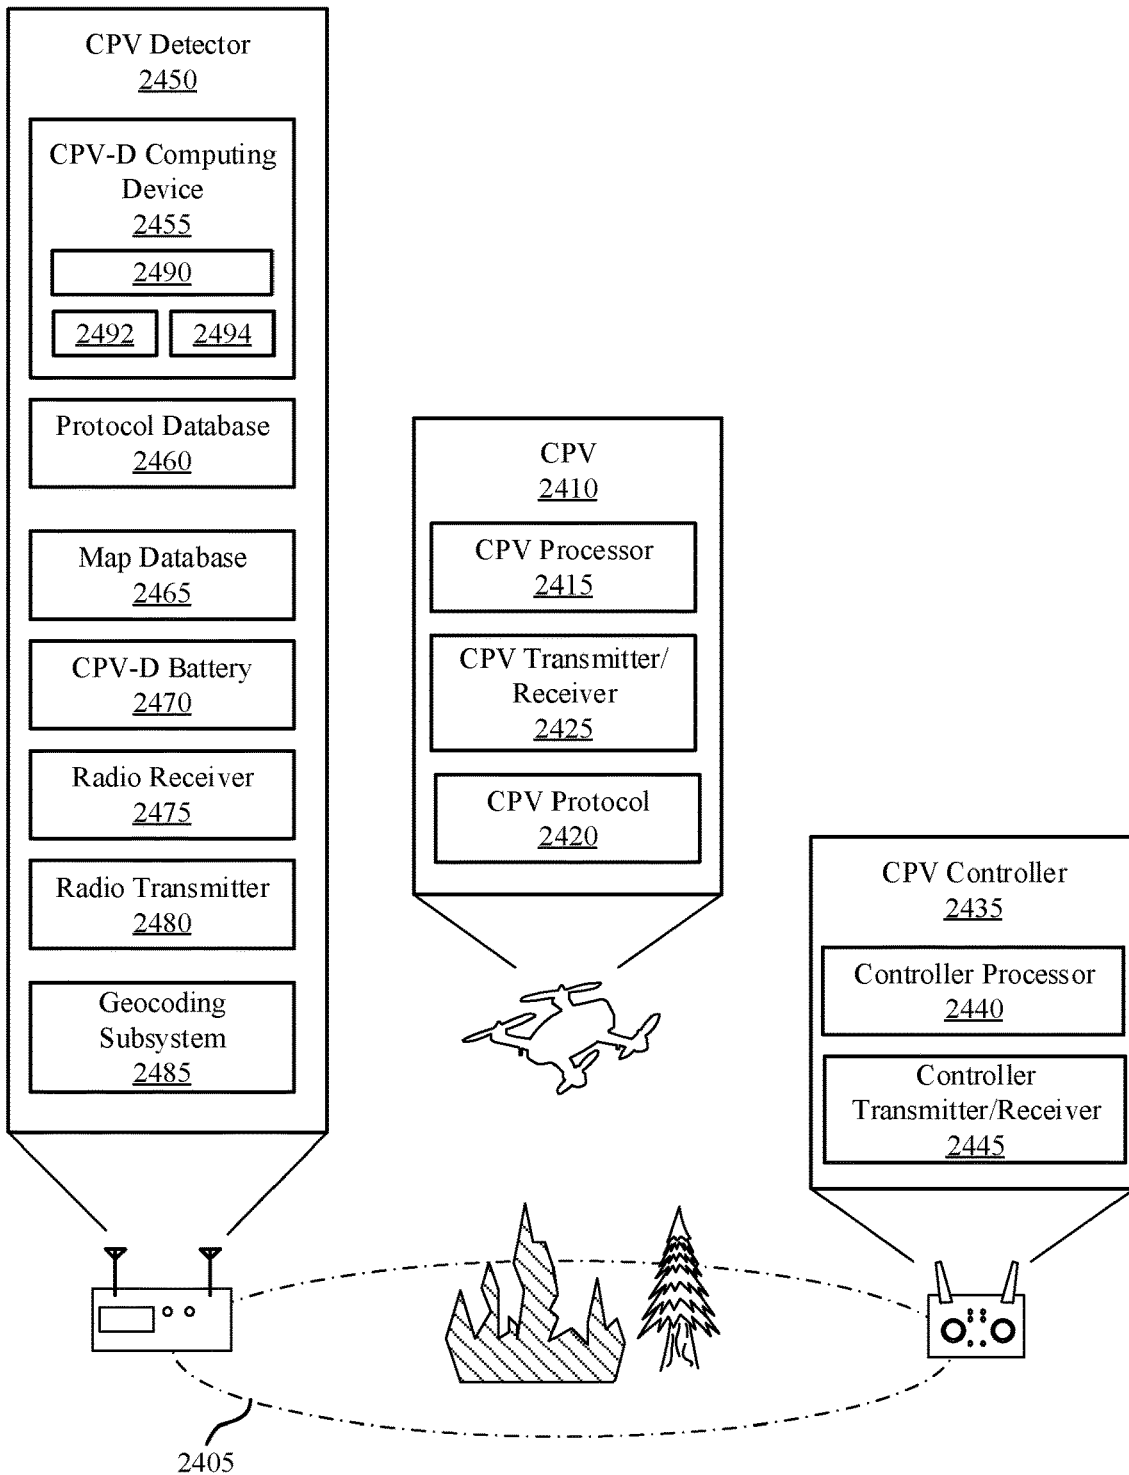 CPV Detector
2450
CPV-D Computing
Device
2455
2490
2492
2494
Protocol Database
2460
Map Database
2465
CPV-D Battery
2470
Radio Receiver
2475
Radio Transmitter
2480
Geocoding
Subsystem
2485
CPV
2410
CPV Processor
2415
CPV Transmitter/
Receiver
2425
CPV Protocol
2420
CPV Controller
2435
Controller Processor
2440
Controller
Transmitter/Receiver
2445
2405